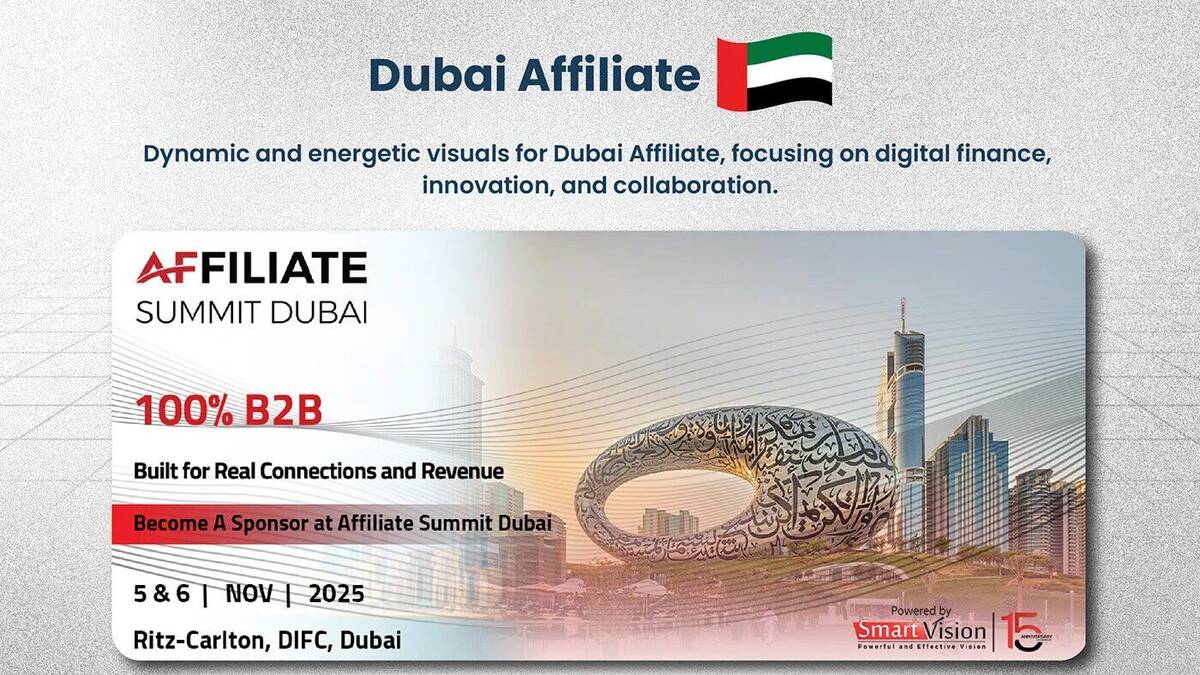 Dubai Affiliate
Dynamic and energetic visuals for Dubai Affiliate, focusing on digital finance,
innovation, and collaboration.
AFFILIATE
SUMMIT DUBAI
100% B2B
Built for Real Connections and Revenue
Become A Sponsor at Affiliate Summit Dubai
5 & 6 | NOV | 2025
Ritz-Carlton, DIFC, Dubai
Powered by
Smart Vision
Powerful and Effective Vision
15
ANNIVERSARY